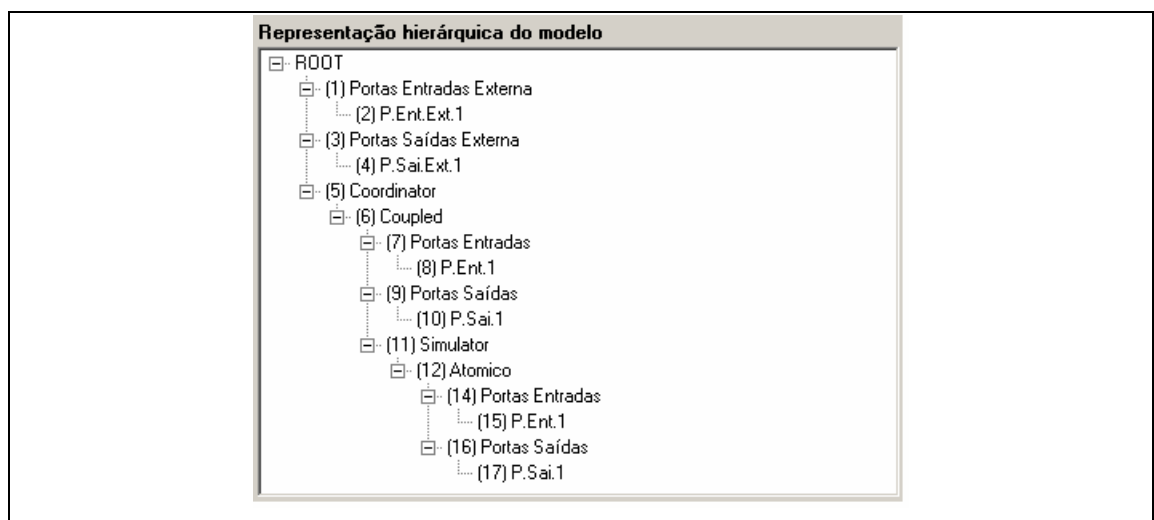 Representação hierárquica do modelo
ROOT
(1) Portas Entradas Externa
(2) P.Ent.Ext.1
(3) Portas Saídas Externa
(4) P.Sai.Ext.1
(5) Coordinator
(6) Coupled
(7) Portas Entradas
(8) P.Ent.1
(9) Portas Saídas
(10) P.Sai.1
(11) Simulator
(12) Atomico
(14) Portas Entradas
(15) P.Ent.1
(16) Portas Saídas
(17) P.Sai.1